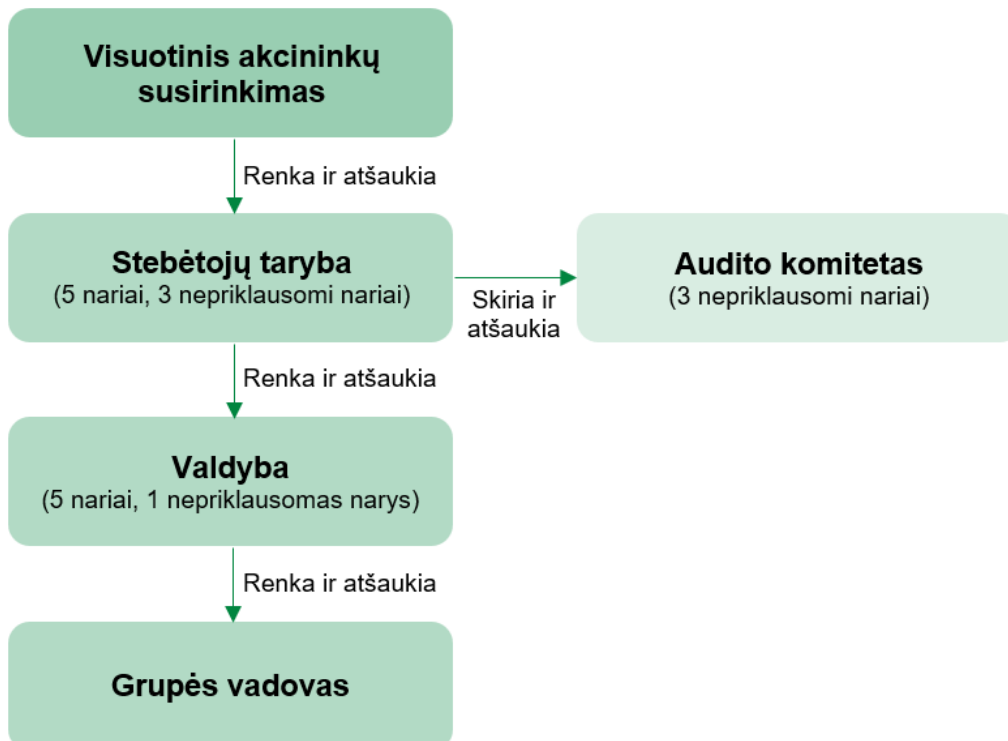 Visuotinis akcininkų
susirinkimas
Renka ir atšaukia
Stebėtojų taryba
(5 nariai, 3 nepriklausomi nariai)
Skiria ir
atšaukia
Audito komitetas
(3 nepriklausomi nariai)
Renka ir atšaukia
Valdyba
(5 nariai, 1 nepriklausomas narys)
Renka ir atšaukia
Grupės vadovas